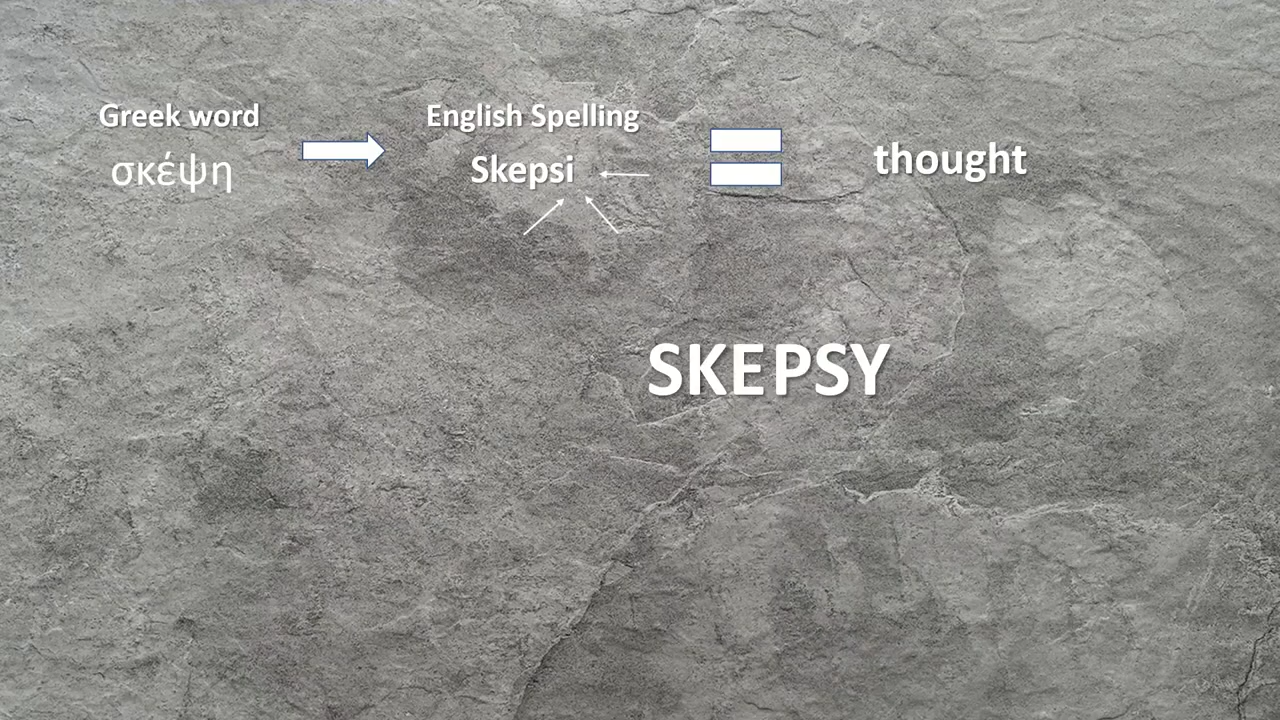 Greek word
σκέψη
English Spelling
Skepsi
thought
SKEPSY